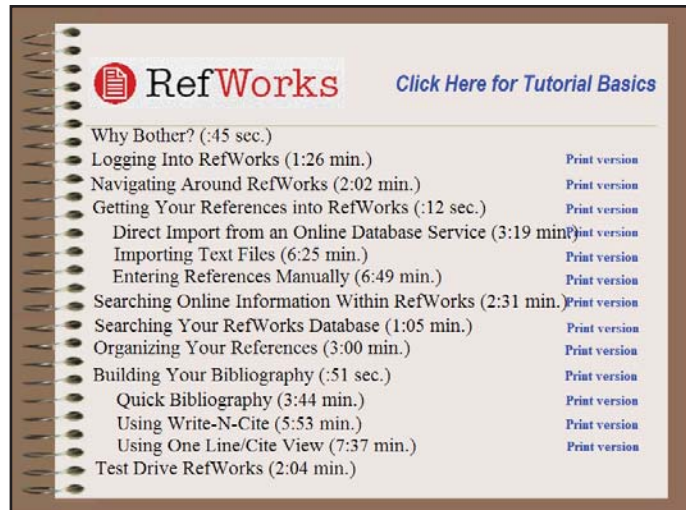 RefWorks
Click Here for Tutorial Basics
Why Bother? (:45 sec.)
Logging Into RefWorks (1:26 min.) Print version
Navigating Around RefWorks (2:02 min.) Print version
Getting Your References into RefWorks (:12 sec.) Print version
Direct Import from an Online Database Service (3:19 min.) Print version
Importing Text Files (6:25 min.) Print version
Entering References Manually (6:49 min.) Print version
Searching Online Information Within RefWorks (2:31 min.) Print version
Searching Your RefWorks Database (1:05 min.) Print version
Organizing Your References (3:00 min.) Print version
Building Your Bibliography (:51 sec.) Print version
Quick Bibliography (3:44 min.) Print version
Using Write-N-Cite (5:53 min.) Print version
Using One Line/Cite View (7:37 min.) Print version
Test Drive RefWorks (2:04 min.)